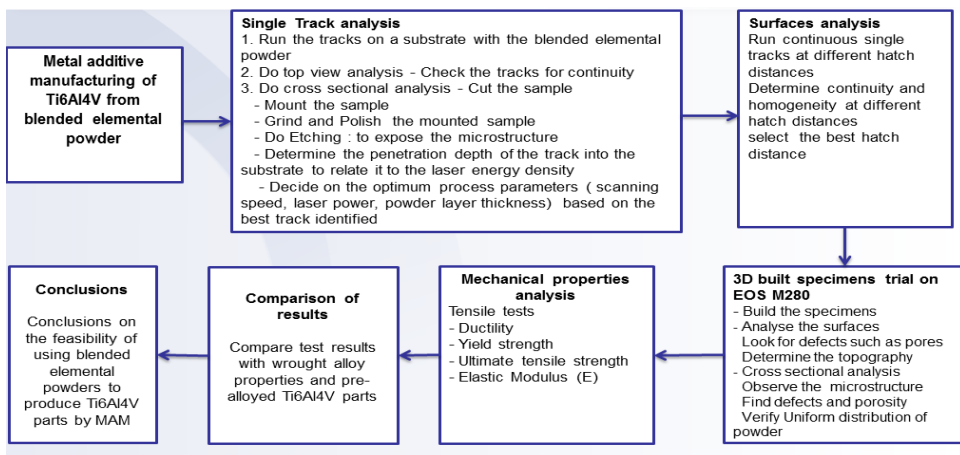 Metal additive
manufacturing of
Ti6Al4V from
blended elemental
powder
Single Track analysis
1. Run the tracks on a substrate with the blended elemental
powder
2. Do top view analysis - Check the tracks for continuity
3. Do cross sectional analysis - Cut the sample
- Mount the sample
- Grind and Polish the mounted sample
- Do Etching : to expose the microstructure
- Determine the penetration depth of the track into the
substrate to relate it to the laser energy density
- Decide on the optimum process parameters ( scanning
speed, laser power, powder layer thickness) based on the
best track identified
Surfaces analysis
Run continuous single
tracks at different hatch
distances
Determine continuity and
homogeneity at different
hatch distances
select the best hatch
distance
3D built specimens trial on
EOS M280
- Build the specimens
- Analyse the surfaces
Look for defects such as pores
Determine the topography
- Cross sectional analysis
Observe the microstructure
Find defects and porosity
Verify Uniform distribution of
powder
Mechanical properties
analysis
Tensile tests
- Ductility
- Yield strength
- Ultimate tensile strength
- Elastic Modulus (E)
Comparison of
results
Compare test results
with wrought alloy
properties and pre-
alloyed Ti6Al4V parts
Conclusions
Conclusions on
the feasibility of
using blended
elemental
powders to
produce Ti6Al4V
parts by MAM